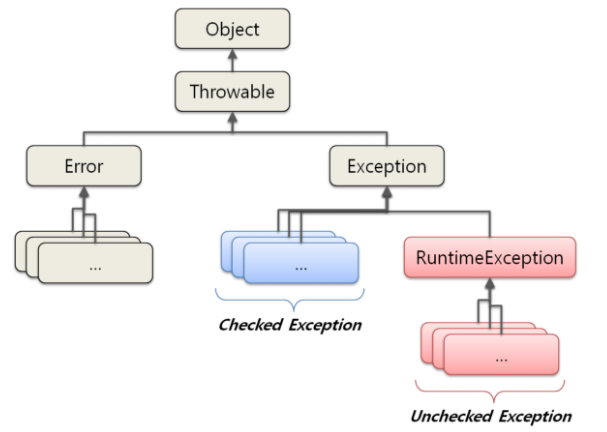 Object
Throwable
Error
Exception
...
...
RuntimeException
Checked Exception
...
Unchecked Exception